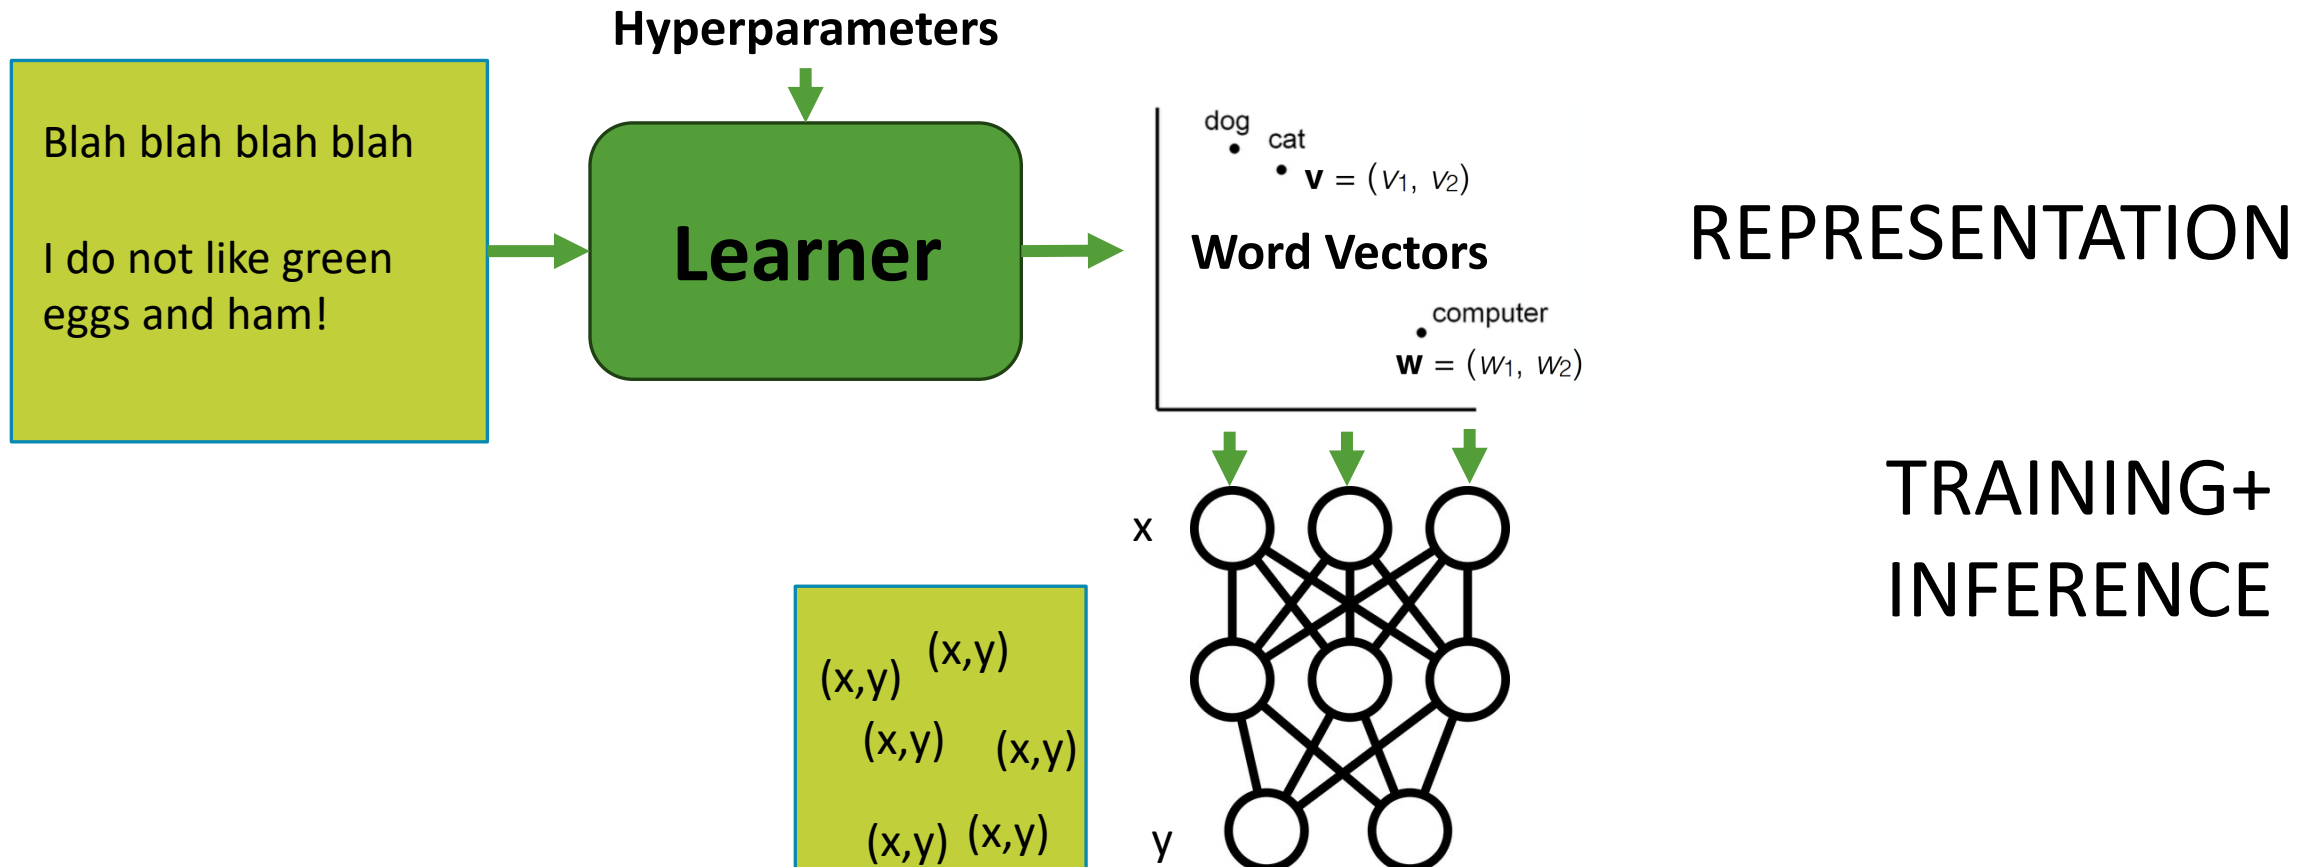 Hyperparameters
Blah blah blah blah
I do not like green
eggs and ham!
Learner
dog
cat
v = (v1, v2)
Word Vectors
computer
w = (w1, w2)
REPRESENTATION
TRAINING+
INFERENCE
x
(x,y)
(x,y)
(x,y)
(x,y)
(x,y)
(x,y)
y